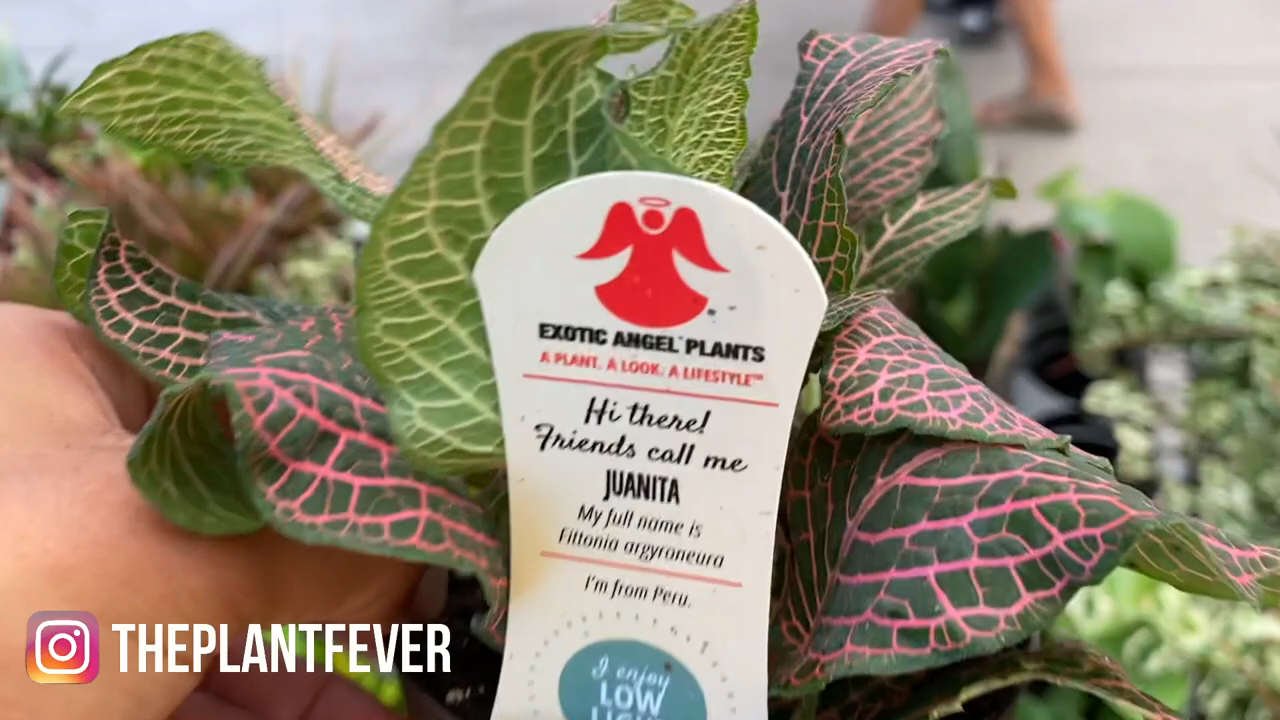 EXOTIC ANGEL PLANTS
A PLANT. A LOOK. A LIFESTYLE™
Hi there!
Friends call me
JUANITA
My full name is
Fittonia argyroneura
I'm from Peru.
I enjoy
LOW
LIGHT
THEPLANTFEVER